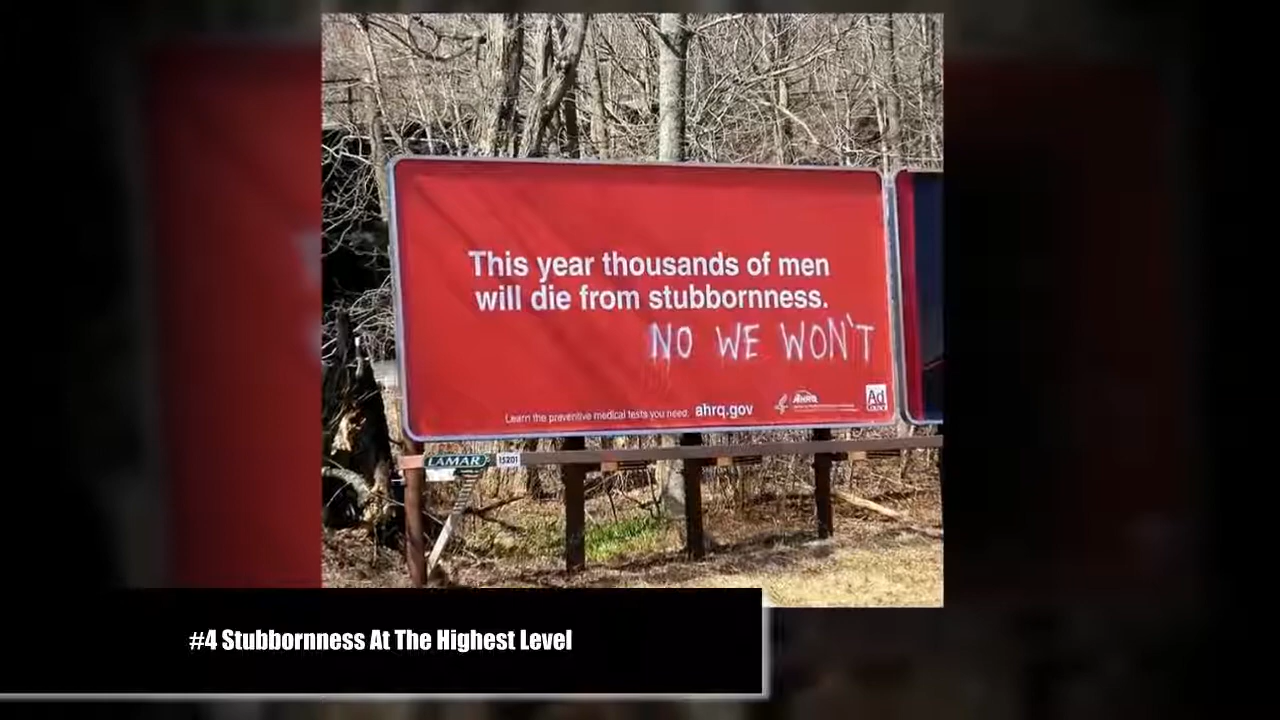 This year thousands of men
will die from stubbornness.
NO WE WON'T
Learn the preventive medical tests you need. ahrq.gov
AHRQ
Ad
COUNCIL
LAMAR 15201
#4 Stubbornness At The Highest Level